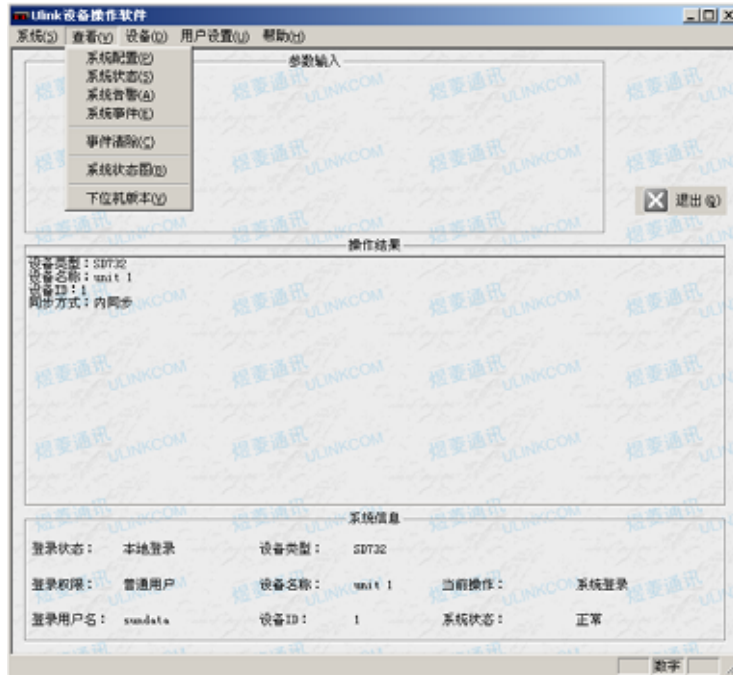 Ulink设备操作软件
系统(S) 查看(V) 设备(D) 用户设置(U) 帮助(H)
系统配置(P)
系统状态(S)
系统告警(A)
系统事件(E)
事件清除(C)
系统状态图(B)
下位机版本(V)
参数输入
退出(Q)
操作结果
设备类型：SDT32
设备名称：unit 1
设备ID：1
同步方式：内同步
系统信息
登录状态： 本地登录 设备类型： SDT32
登录权限： 普通用户 设备名称： unit 1 当前操作： 系统登录
登录用户名： sundata 设备ID： 1 系统状态： 正常
数字
煜菱通讯
ULINKCOM